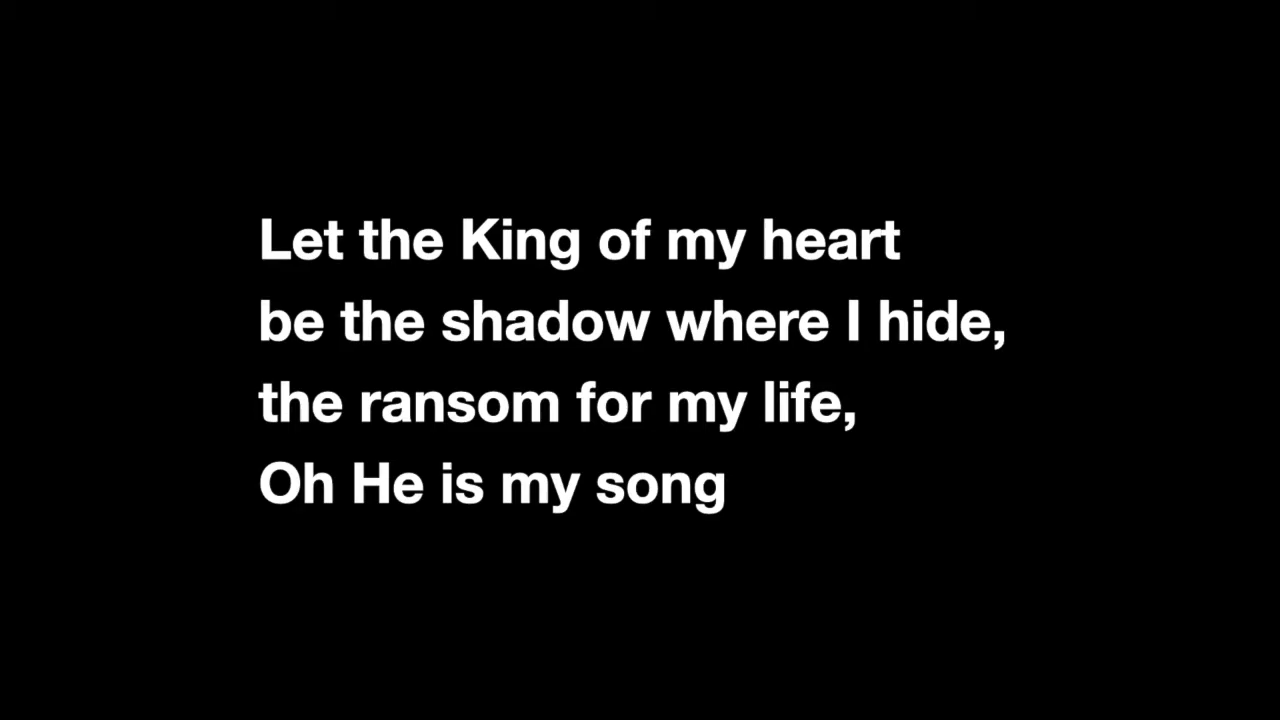 Let the King of my heart
be the shadow where I hide,
the ransom for my life,
Oh He is my song